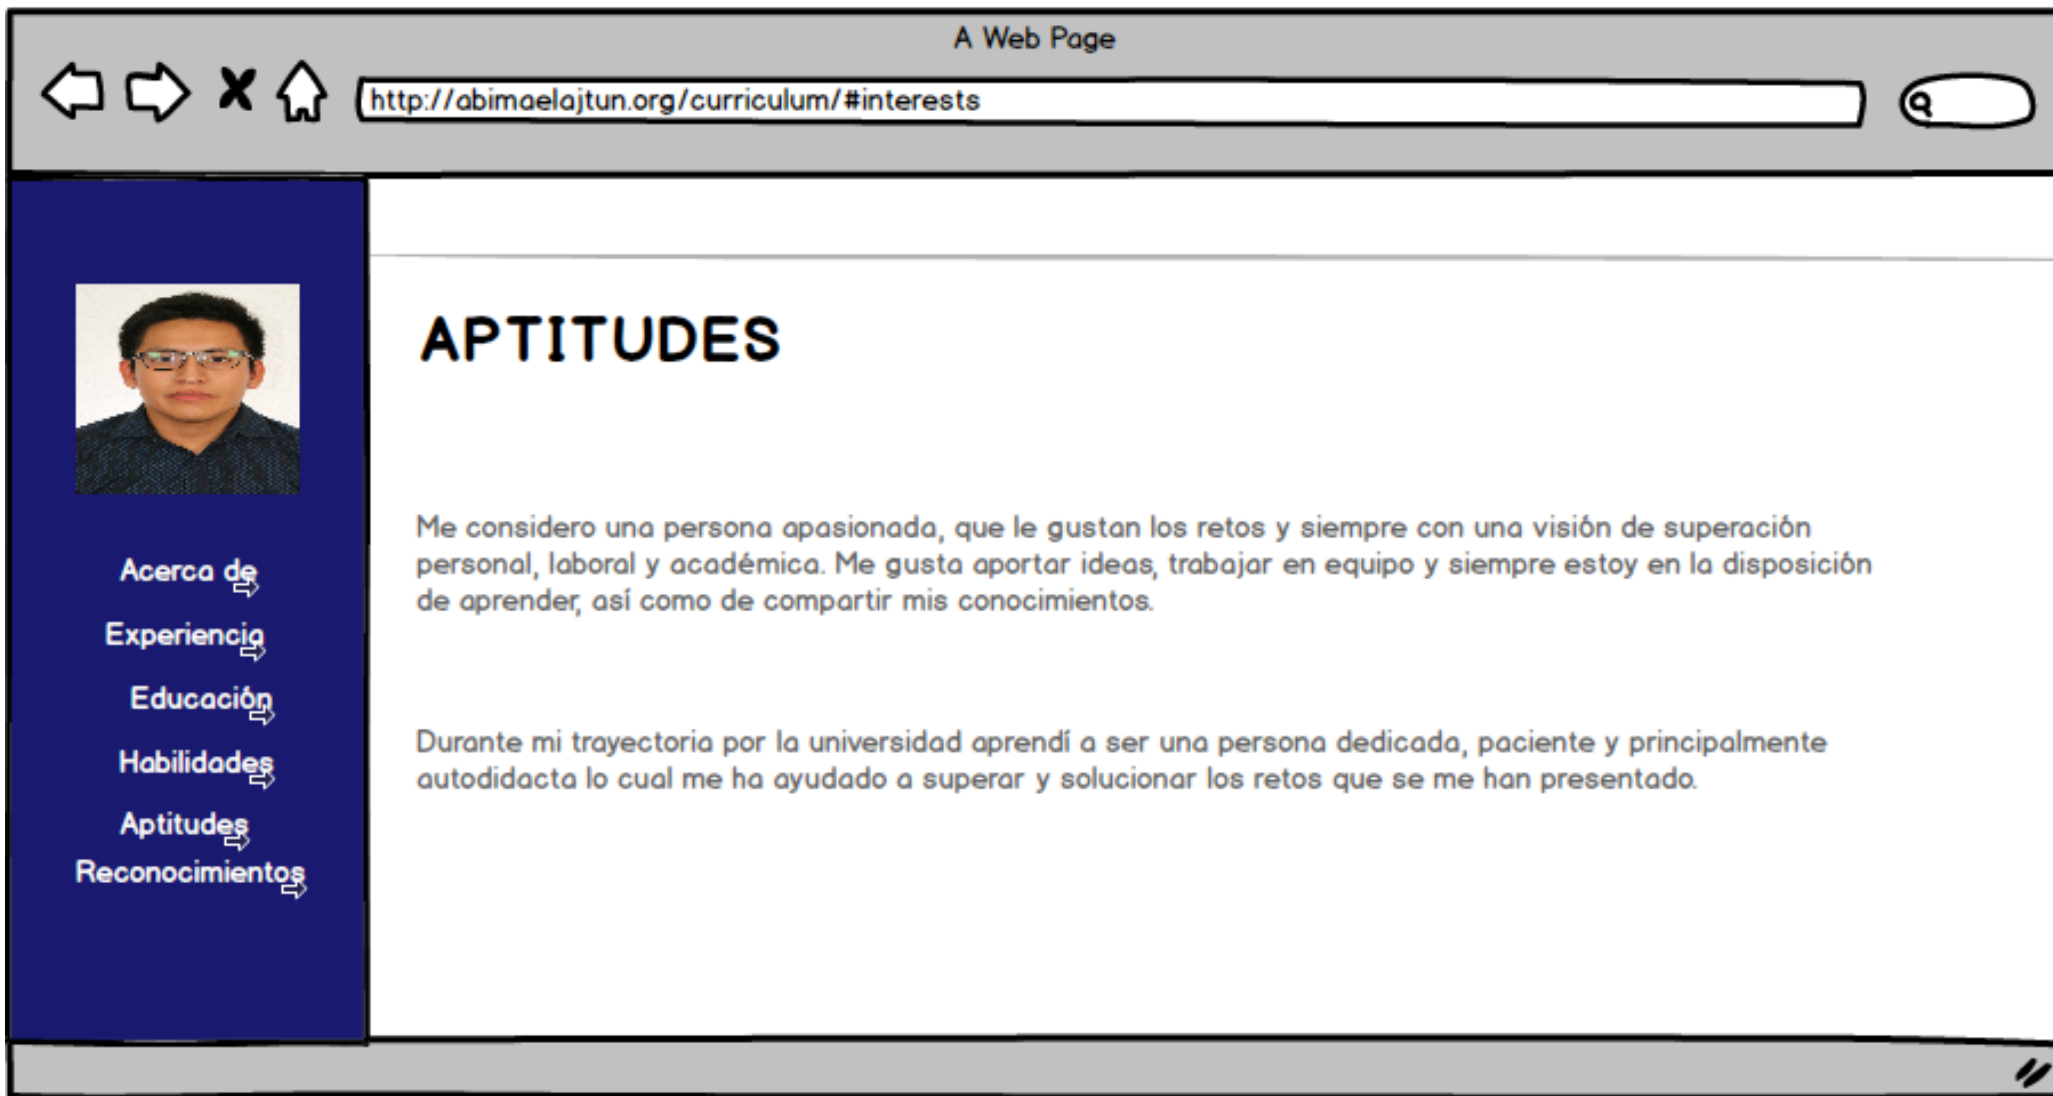 A Web Page
http://abimaelajtun.org/curriculum/#interests
Acerca de
Experiencia
Educación
Habilidades
Aptitudes
Reconocimientos
APTITUDES
Me considero una persona apasionada, que le gustan los retos y siempre con una visión de superación
personal, laboral y académica. Me gusta aportar ideas, trabajar en equipo y siempre estoy en la disposición
de aprender, así como de compartir mis conocimientos.
Durante mi trayectoria por la universidad aprendí a ser una persona dedicada, paciente y principalmente
autodidacta lo cual me ha ayudado a superar y solucionar los retos que se me han presentado.